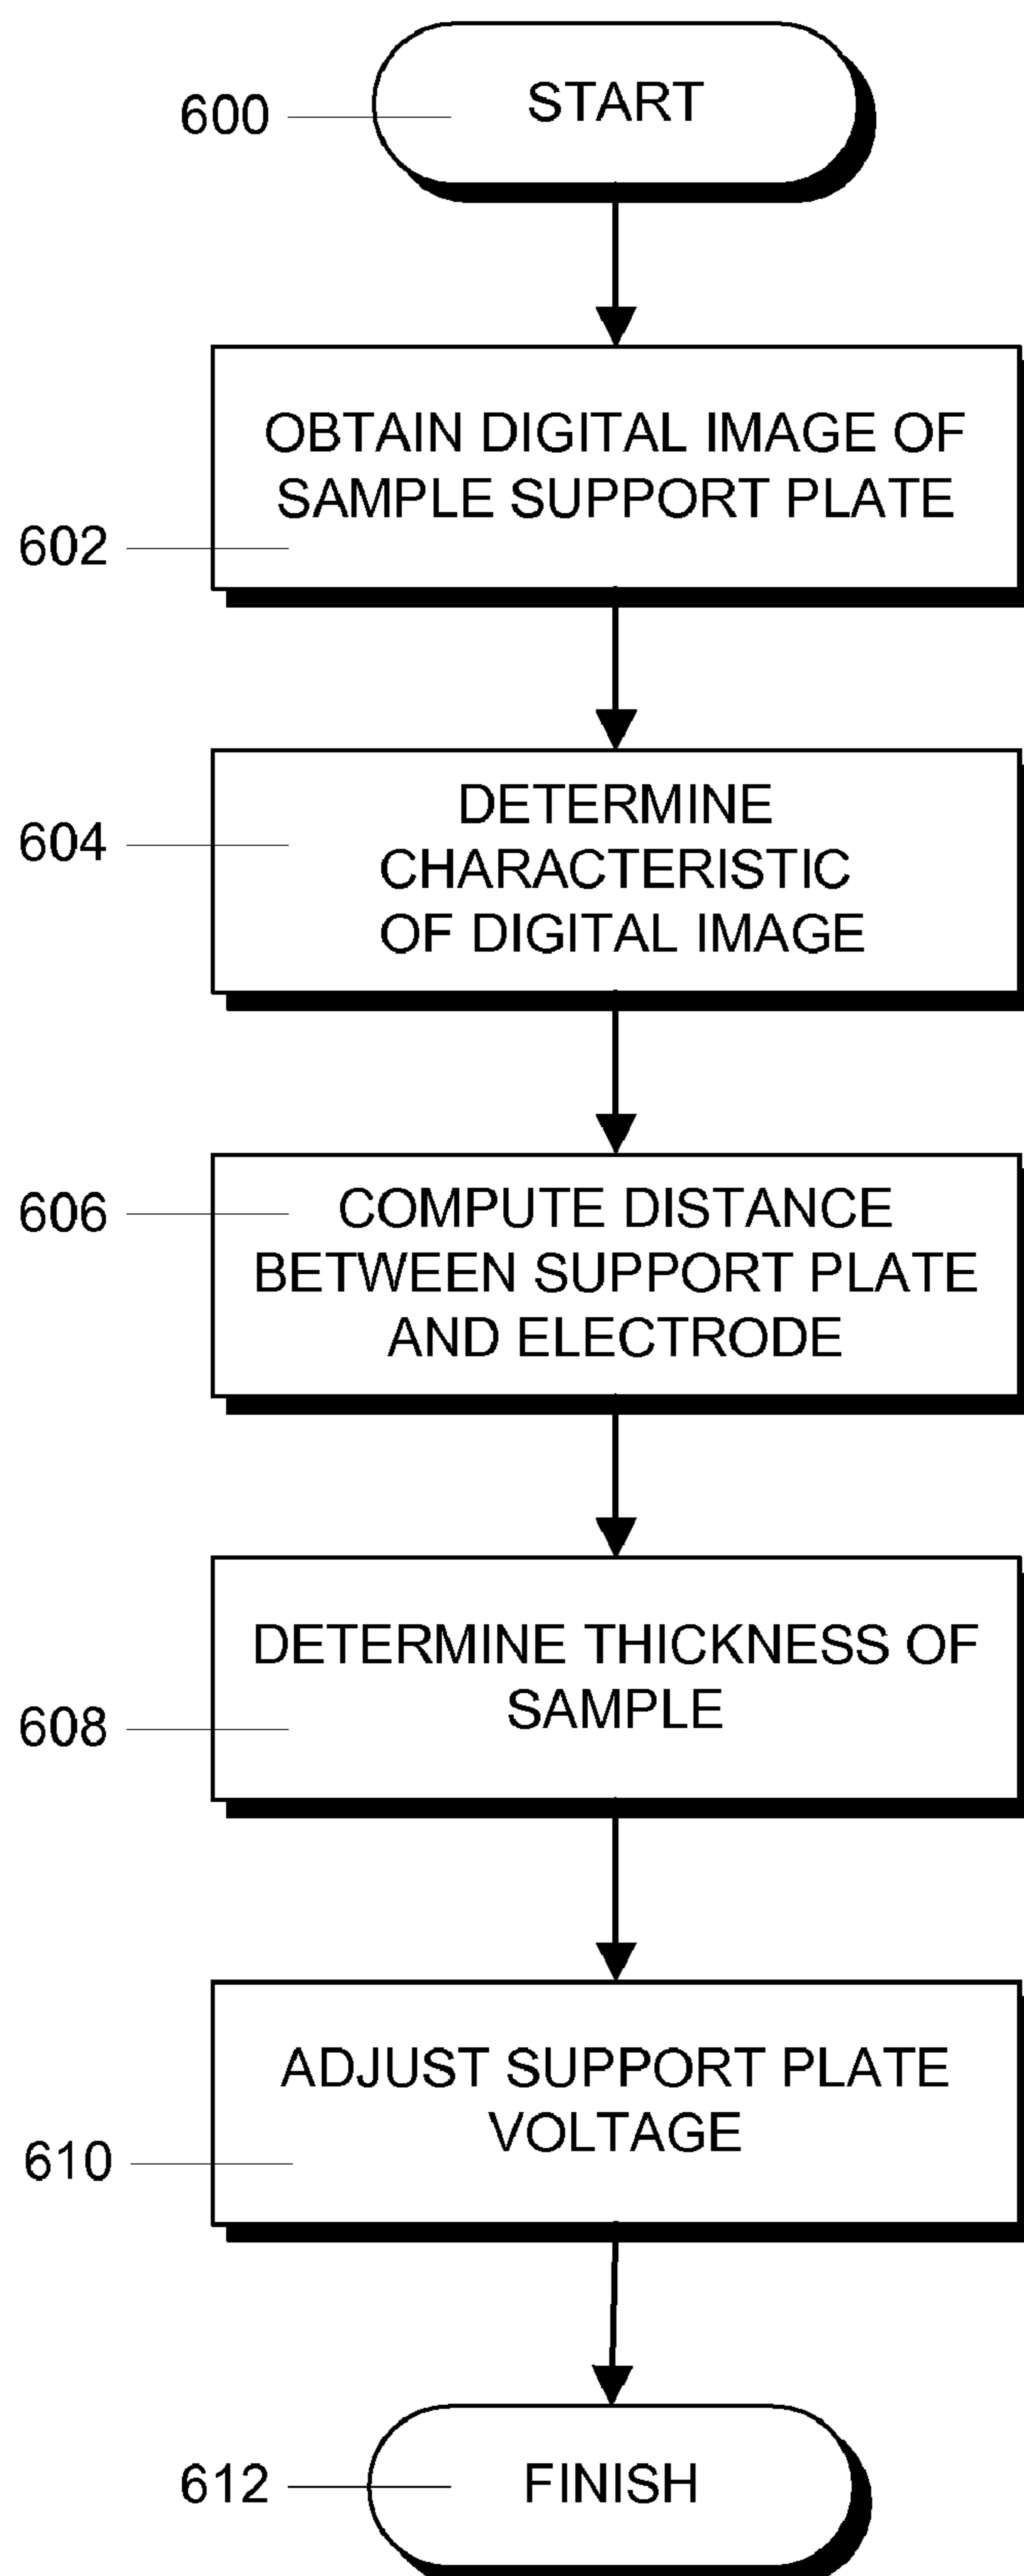 START
600
OBTAIN DIGITAL IMAGE OF
SAMPLE SUPPORT PLATE
602
DETERMINE
CHARACTERISTIC
OF DIGITAL IMAGE
604
606
COMPUTE DISTANCE
BETWEEN SUPPORT PLATE
AND ELECTRODE
DETERMINE THICKNESS OF
SAMPLE
608
ADJUST SUPPORT PLATE
VOLTAGE
610
612
FINISH